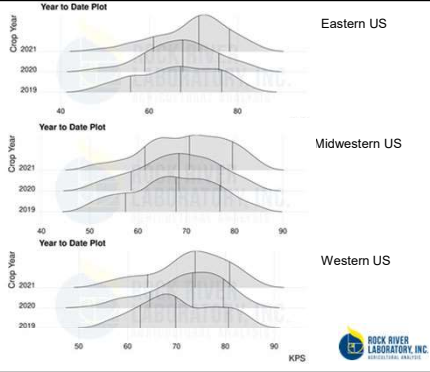 Year to Date Plot
Eastern US
Crop Year
2021
2020
2019
40 60 80
Year to Date Plot
Midwestern US
Crop Year
2021
2020
2019
40 50 60 70 80 90
Year to Date Plot
Western US
Crop Year
2021
2020
2019
50 60 70 80 90
KPS
ROCK RIVER
LABORATORY, INC.
AGRICULTURAL ANALYSIS